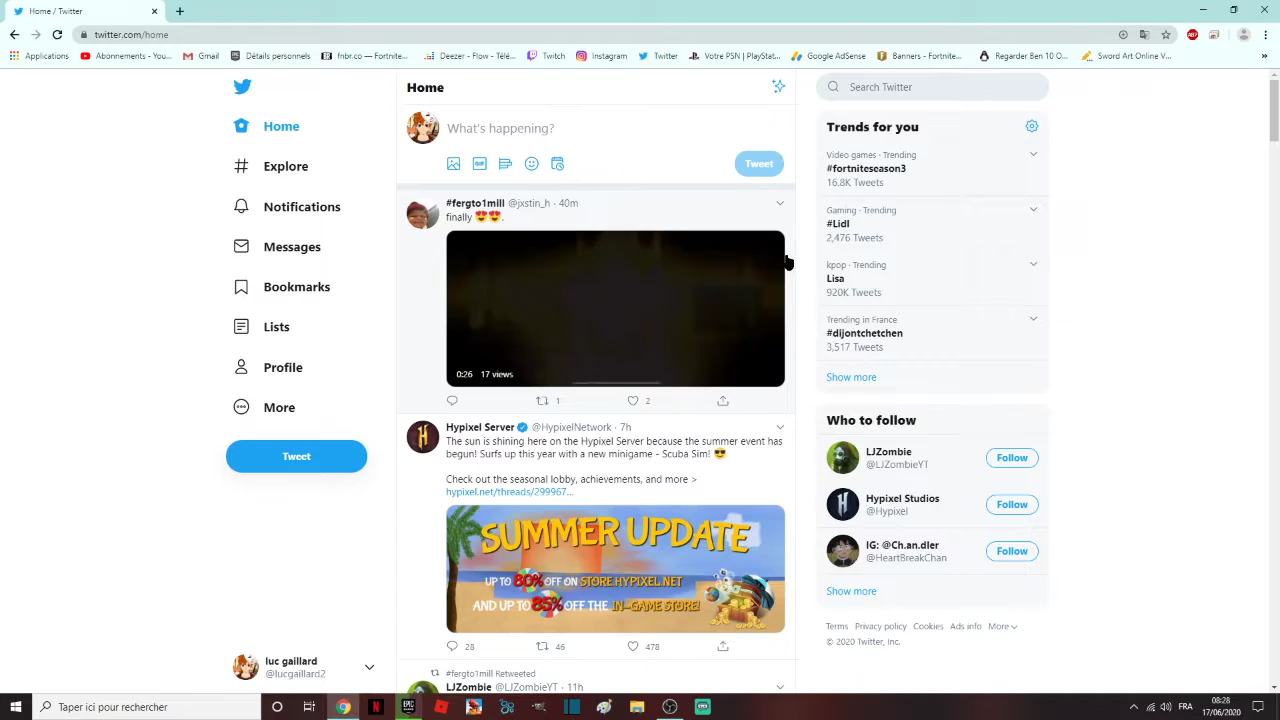 Home / Twitter
twitter.com/home
Applications
Abonnements - You...
Gmail
Détails personnels
fnbr.co — Fortnite...
Deezer - Flow - Télé...
Twitch
Instagram
Twitter
Votre PSN | PlayStat...
Google AdSense
Banners - Fortnite...
Regarder Ben 10 O...
Sword Art Online V...
Home
Explore
Notifications
Messages
Bookmarks
Lists
Profile
More
Tweet
luc gaillard
@lucgaillard2
Home
What's happening?
GIF
Tweet
#fergto1mill @jxstin_h · 40m
finally 😍😍.
0:26 17 views
1 2
Hypixel Server @HypixelNetwork · 7h
The sun is shining here on the Hypixel Server because the summer event has
begun! Surfs up this year with a new minigame - Scuba Sim! 😎
Check out the seasonal lobby, achievements, and more >
hypixel.net/threads/299967...
SUMMER UPDATE
UP TO 80% OFF ON STORE.HYPIXEL.NET
AND UP TO 85% OFF THE IN-GAME STORE!
28 46 478
#fergto1mill Retweeted
LJZombie @LJZombieYT · 11h
Search Twitter
Trends for you
Video games · Trending
#fortniteseason3
16.8K Tweets
Gaming · Trending
#Lidl
2,476 Tweets
kpop · Trending
Lisa
920K Tweets
Trending in France
#dijontchetchen
3,517 Tweets
Show more
Who to follow
LJZombie
@LJZombieYT
Follow
Hypixel Studios
@Hypixel
Follow
IG: @Ch.an.dler
@HeartBreakChan
Follow
Show more
Terms Privacy policy Cookies Ads info More
© 2020 Twitter, Inc.
Taper ici pour rechercher
FRA
08:28
17/06/2020